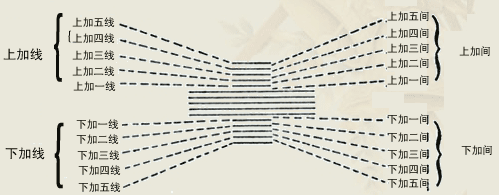 上加五线
上加四线
上加三线
上加二线
上加一线
上加线
上加五间
上加四间
上加三间
上加二间
上加一间
上加间
下加一线
下加二线
下加三线
下加四线
下加五线
下加线
下加一间
下加二间
下加三间
下加四间
下加五间
下加间